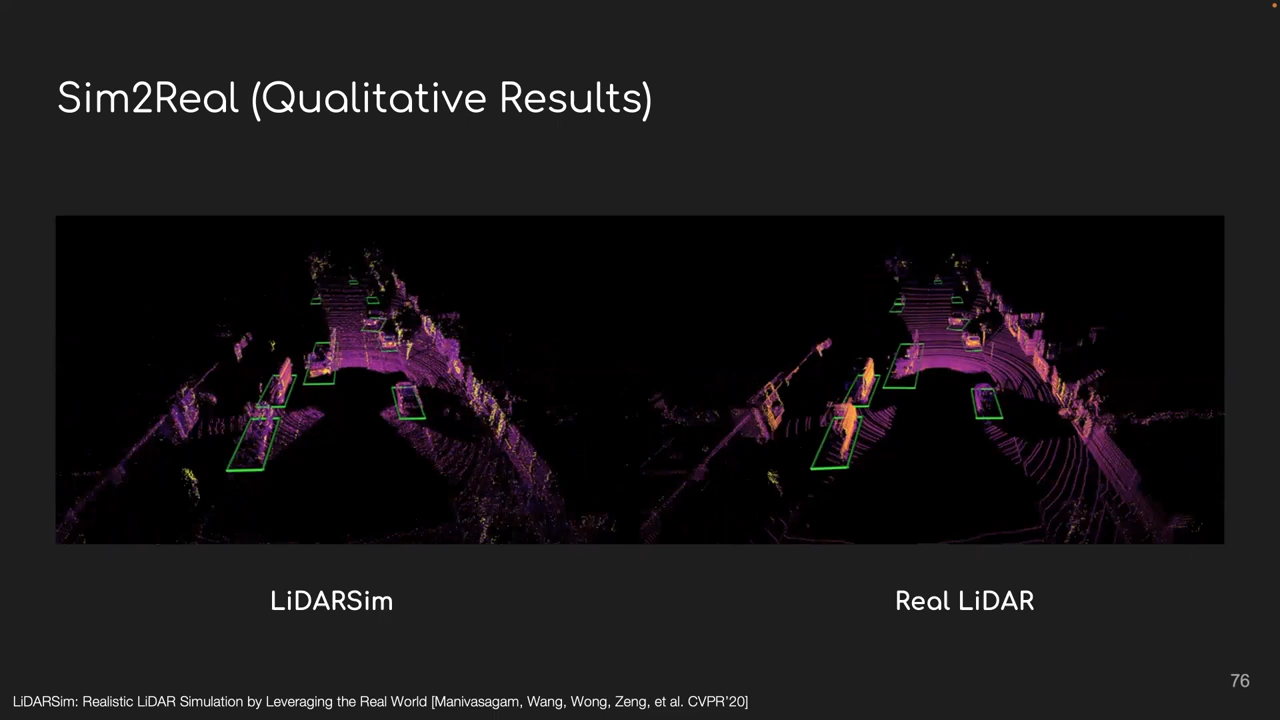 Sim2Real (Qualitative Results)
LiDARSim
Real LiDAR
76
LiDARSim: Realistic LiDAR Simulation by Leveraging the Real World [Manivasagam, Wang, Wong, Zeng, et al. CVPR'20]